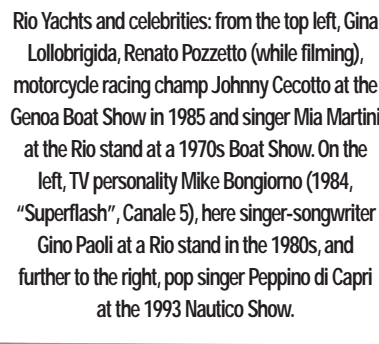 Rio Yachts and celebrities: from the top left, Gina
Lollobrigida, Renato Pozzetto (while filming),
motorcycle racing champ Johnny Cecotto at the
Genoa Boat Show in 1985 and singer Mia Martini
at the Rio stand at a 1970s Boat Show. On the
left, TV personality Mike Bongiorno (1984,
“Superflash”, Canale 5), here singer-songwriter
Gino Paoli at a Rio stand in the 1980s, and
further to the right, pop singer Peppino di Capri
at the 1993 Nautico Show.